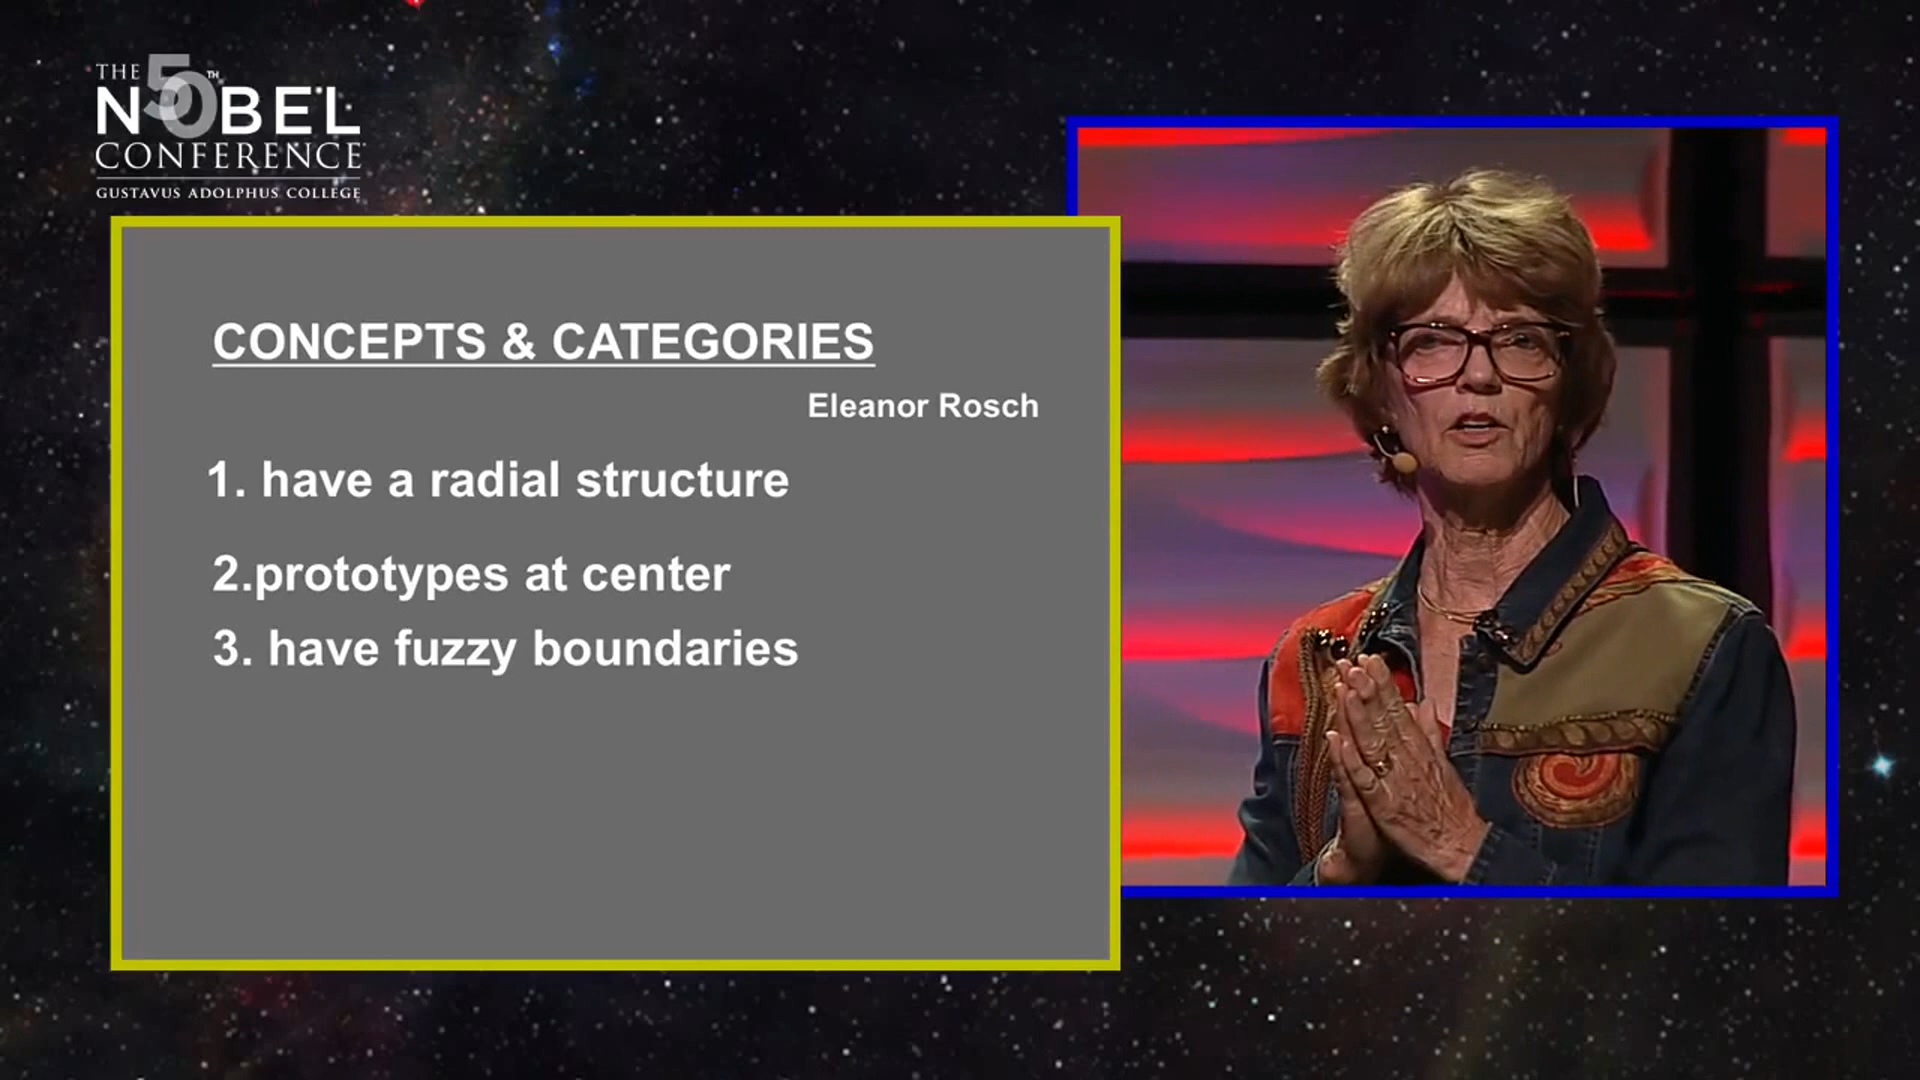 THE 50TH
NOBEL
CONFERENCE
GUSTAVUS ADOLPHUS COLLEGE
CONCEPTS & CATEGORIES
Eleanor Rosch
1. have a radial structure
2.prototypes at center
3. have fuzzy boundaries